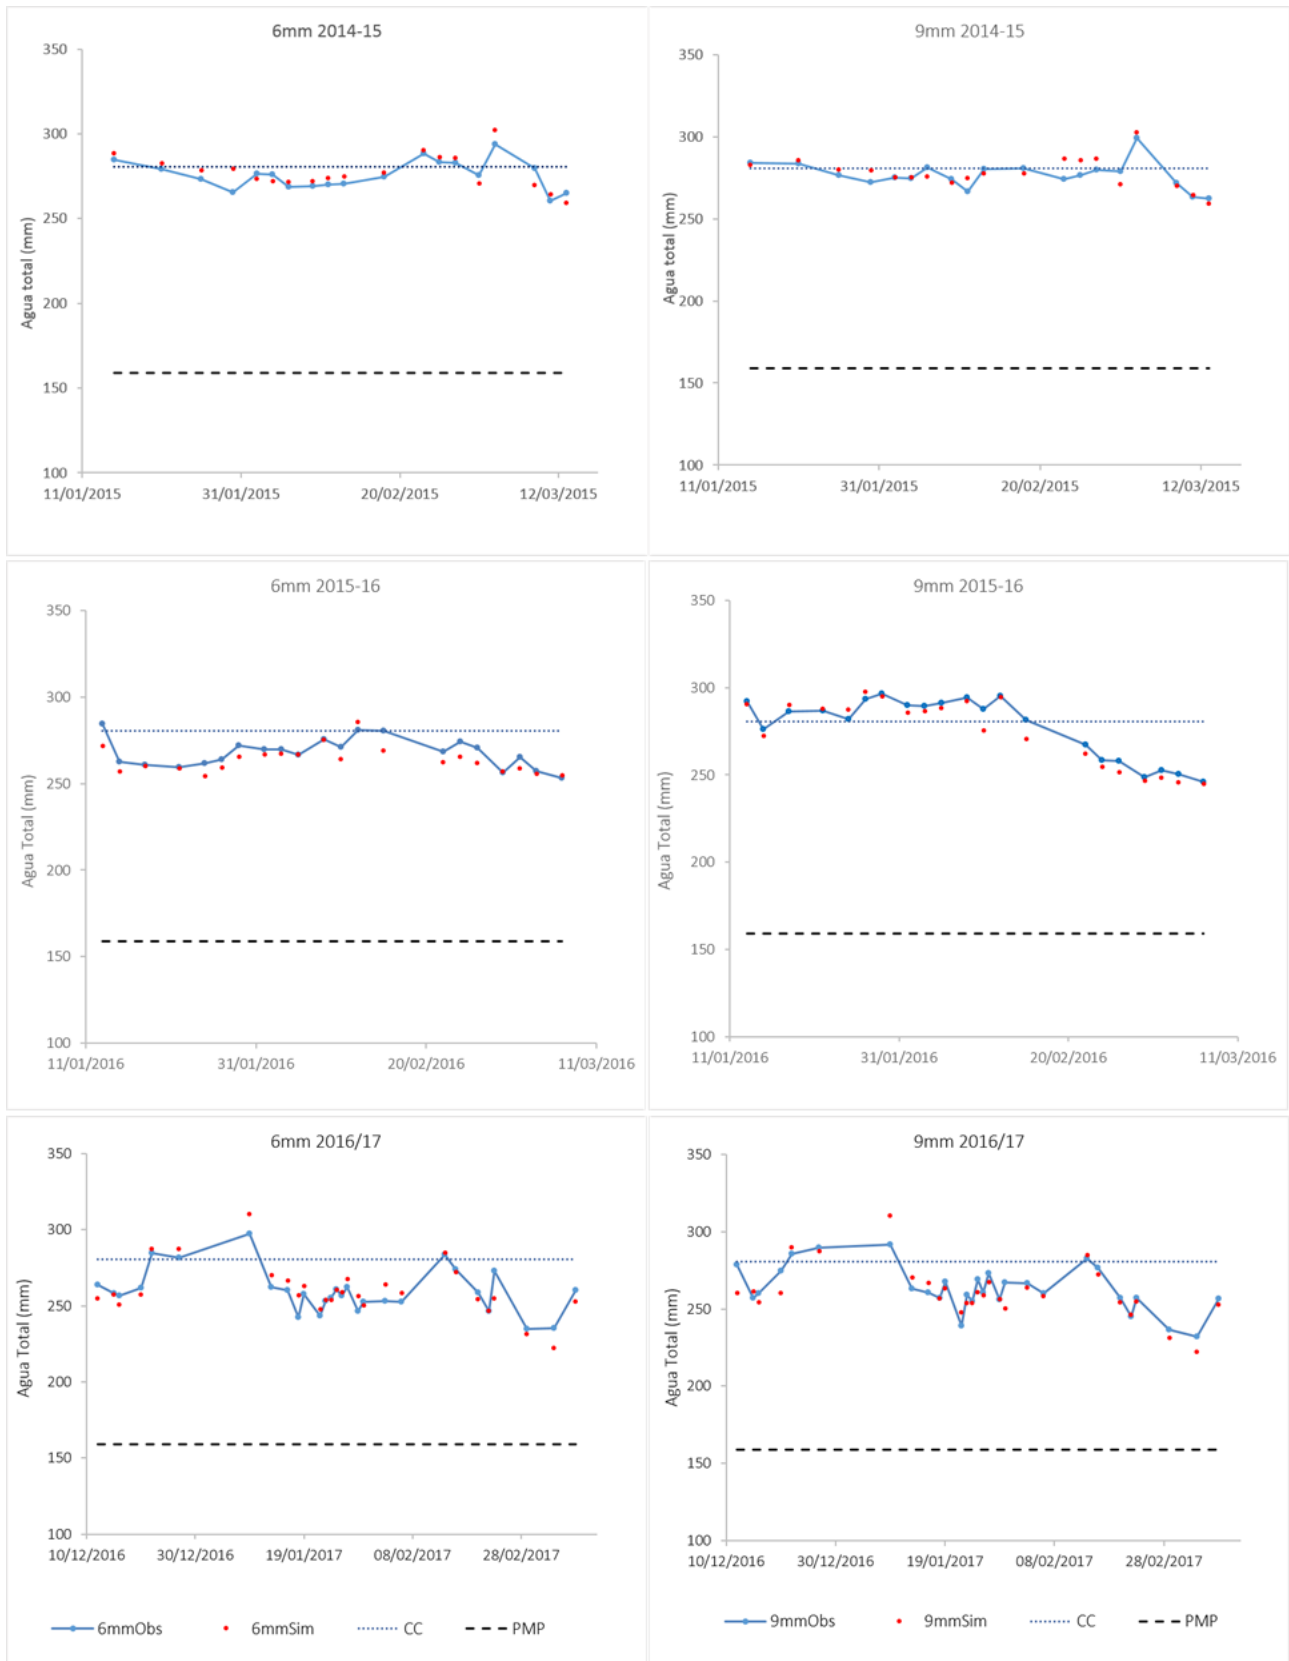 6mm 2014-15
350
300
250
200
150
100
Agua total (mm)
11/01/2015 31/01/2015 20/02/2015 12/03/2015
9mm 2014-15
350
300
250
200
150
100
Agua total (mm)
11/01/2015 31/01/2015 20/02/2015 12/03/2015
6mm 2015-16
350
300
250
200
150
100
Agua Total (mm)
11/01/2016 31/01/2016 20/02/2016 11/03/2016
9mm 2015-16
350
300
250
200
150
100
Agua Total (mm)
11/01/2016 31/01/2016 20/02/2016 11/03/2016
6mm 2016/17
350
300
250
200
150
100
Agua Total (mm)
10/12/2016 30/12/2016 19/01/2017 08/02/2017 28/02/2017
6mmObs 6mmSim CC PMP
9mm 2016/17
350
300
250
200
150
100
Agua Total (mm)
10/12/2016 30/12/2016 19/01/2017 08/02/2017 28/02/2017
9mmObs 9mmSim CC PMP